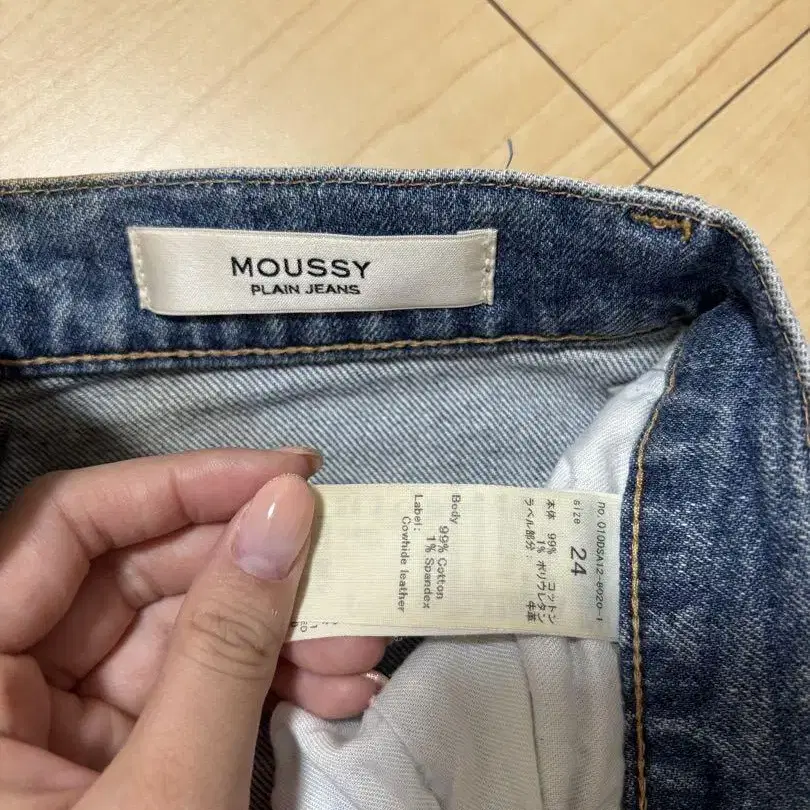 MOUSSY
PLAIN JEANS
no.010DSA12-8020-1
size 24
本体 99% コットン
1% ポリウレタン
ラベル部分: 牛革
Body 99% Cotton
1% Spandex
Label: Cowhide leather